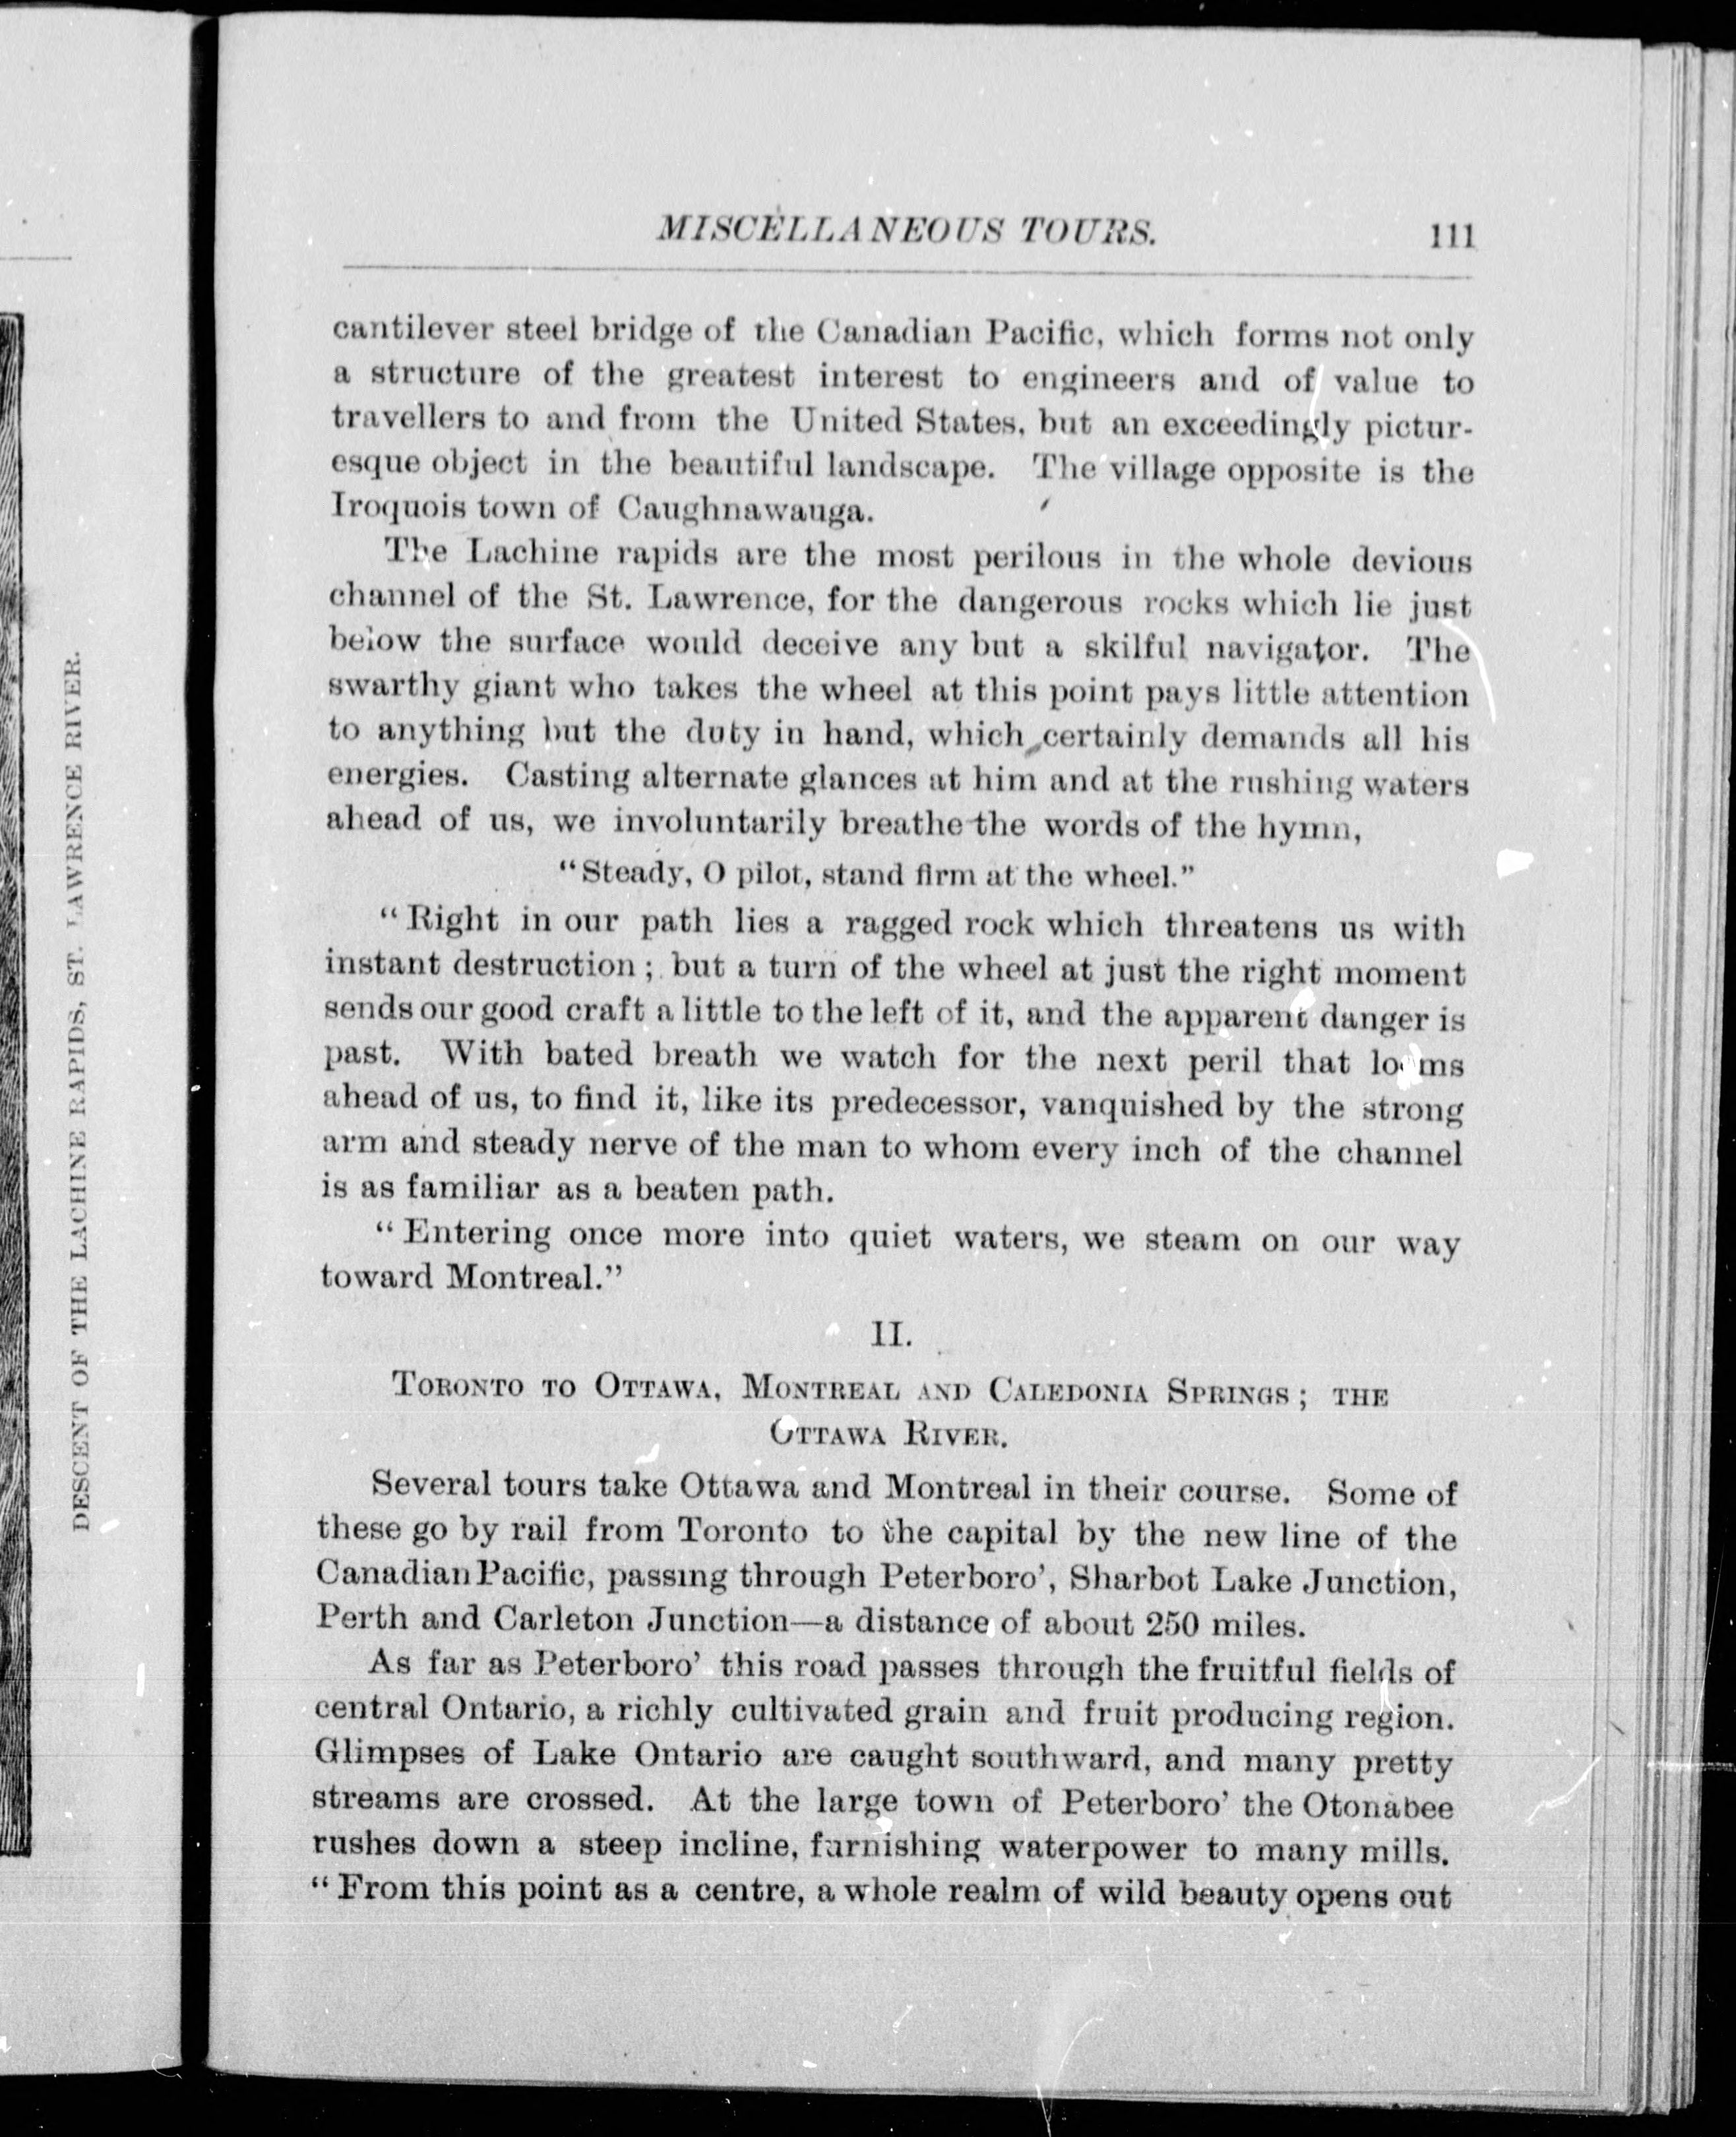 DESCENT OF THE LACHINE RAPIDS, ST. LAWRENCE RIVER.
MISCELLANEOUS TOURS. 111
cantilever steel bridge of the Canadian Pacific, which forms not only
a structure of the greatest interest to engineers and of value to
travellers to and from the United States, but an exceedingly pictur-
esque object in the beautiful landscape. The village opposite is the
Iroquois town of Caughnawauga.
The Lachine rapids are the most perilous in the whole devious
channel of the St. Lawrence, for the dangerous rocks which lie just
below the surface would deceive any but a skilful navigator. The
swarthy giant who takes the wheel at this point pays little attention
to anything but the duty in hand, which certainly demands all his
energies. Casting alternate glances at him and at the rushing waters
ahead of us, we involuntarily breathe the words of the hymn,
"Steady, O pilot, stand firm at the wheel."
"Right in our path lies a ragged rock which threatens us with
instant destruction; but a turn of the wheel at just the right moment
sends our good craft a little to the left of it, and the apparent danger is
past. With bated breath we watch for the next peril that looms
ahead of us, to find it, like its predecessor, vanquished by the strong
arm and steady nerve of the man to whom every inch of the channel
is as familiar as a beaten path.
"Entering once more into quiet waters, we steam on our way
toward Montreal."
II.
TORONTO TO OTTAWA, MONTREAL AND CALEDONIA SPRINGS; THE
OTTAWA RIVER.
Several tours take Ottawa and Montreal in their course. Some of
these go by rail from Toronto to the capital by the new line of the
Canadian Pacific, passing through Peterboro', Sharbot Lake Junction,
Perth and Carleton Junction—a distance of about 250 miles.
As far as Peterboro' this road passes through the fruitful fields of
central Ontario, a richly cultivated grain and fruit producing region.
Glimpses of Lake Ontario are caught southward, and many pretty
streams are crossed. At the large town of Peterboro' the Otonabee
rushes down a steep incline, furnishing waterpower to many mills.
"From this point as a centre, a whole realm of wild beauty opens out